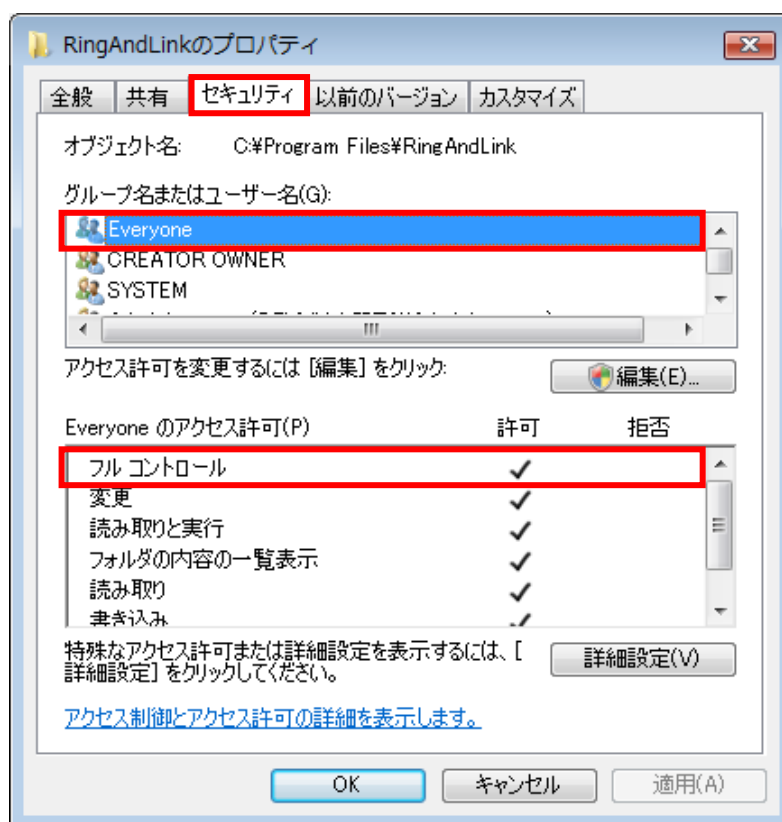 RingAndLinkのプロパティ
全般 共有 セキュリティ 以前のバージョン カスタマイズ
オブジェクト名: C:¥Program Files¥RingAndLink
グループ名またはユーザー名(G):
Everyone
CREATOR OWNER
SYSTEM
アクセス許可を変更するには [編集] をクリック:
編集(E)...
Everyone のアクセス許可(P) 許可 拒否
フル コントロール
変更
読み取りと実行
フォルダの内容の一覧表示
読み取り
書き込み
特殊なアクセス許可または詳細設定を表示するには、[
詳細設定] をクリックしてください。
詳細設定(V)
アクセス制御とアクセス許可の詳細を表示します。
OK キャンセル 適用(A)